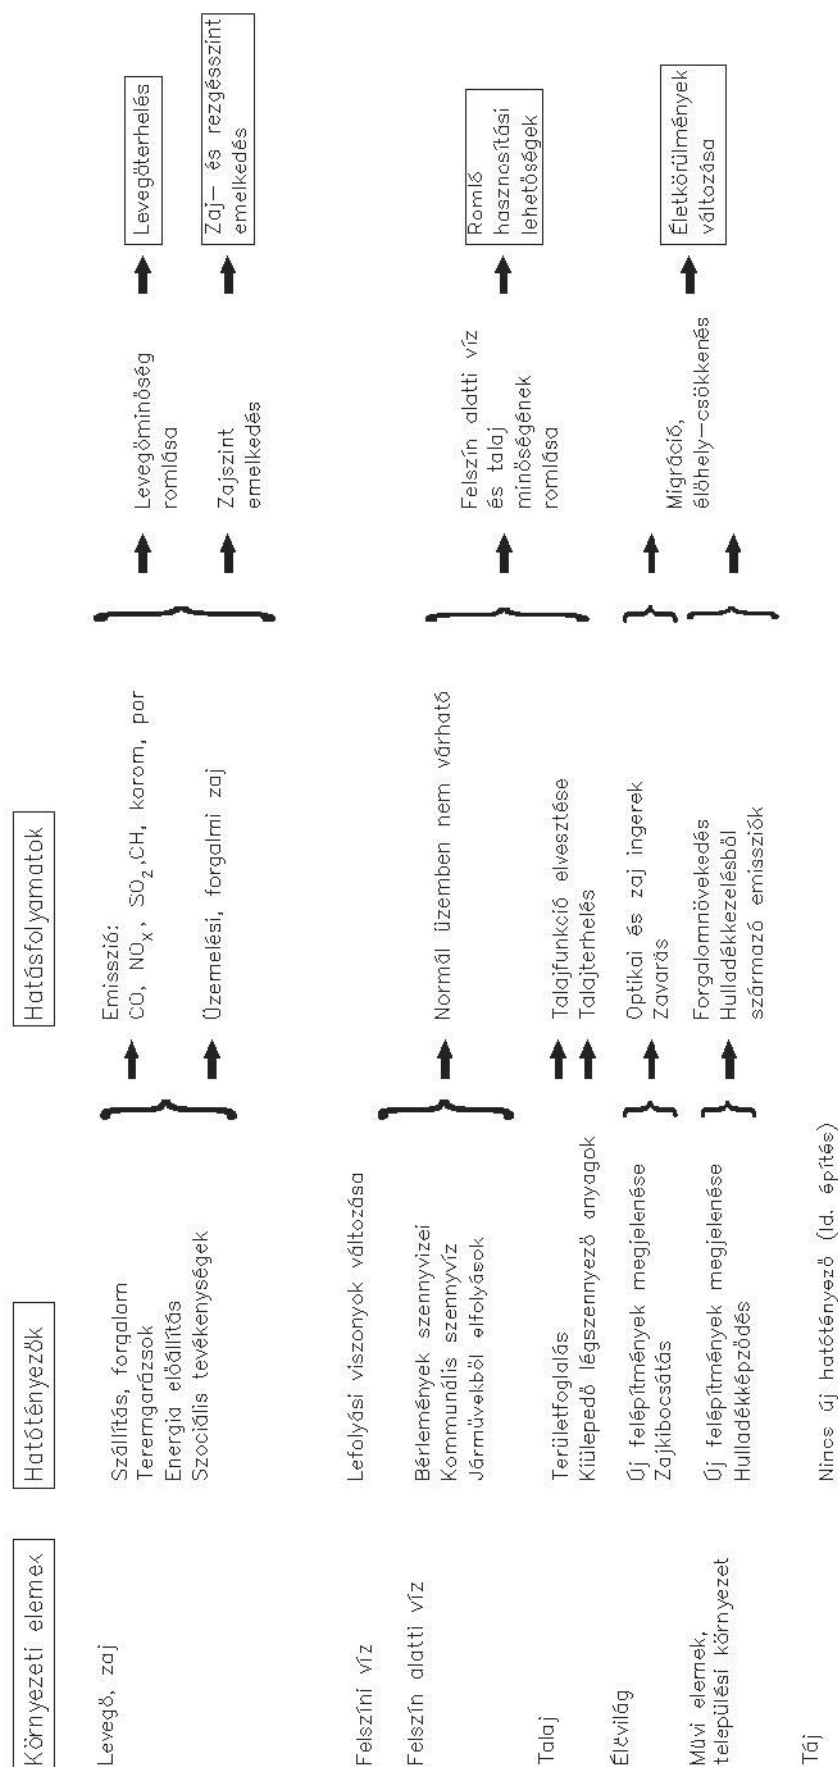 Környezeti elemek
Hatótényezők
Hatásfolyamatok
Levegő, zaj
Szállítás, forgalom
Teremgarázsok
Energia előállítás
Szociális tevékenységek
Emisszió:
CO, NOₓ, SO₂,CH, korom, por
Üzemelési, forgalmi zaj
Levegőminőség
romlása
Zajszint
emelkedés
Levegőterhelés
Zaj– és rezgésszint
emelkedés
Felszíni víz
Lefolyási viszonyok változása
Felszín alatti víz
Bérlemények szennyvizei
Kommunális szennyvíz
Járművekből elfolyások
Normál üzemben nem várható
Felszín alatti víz
és talaj
minőségének
romlása
Romló
hasznosítási
lehetőségek
Talaj
Területfoglalás
Kiülepedő légszennyező anyagok
Talajfunkció elvesztése
Talajterhelés
Élővilág
Új felépítmények megjelenése
Zajkibocsátás
Optikai és zaj ingerek
Zavarás
Migráció,
élőhely–csökkenés
Életkörülmények
változása
Művi elemek,
települési környezet
Új felépítmények megjelenése
Hulladékképződés
Forgalomnövekedés
Hulladékkezelésből
származó emissziók
Táj
Nincs új hatótényező (ld. építés)